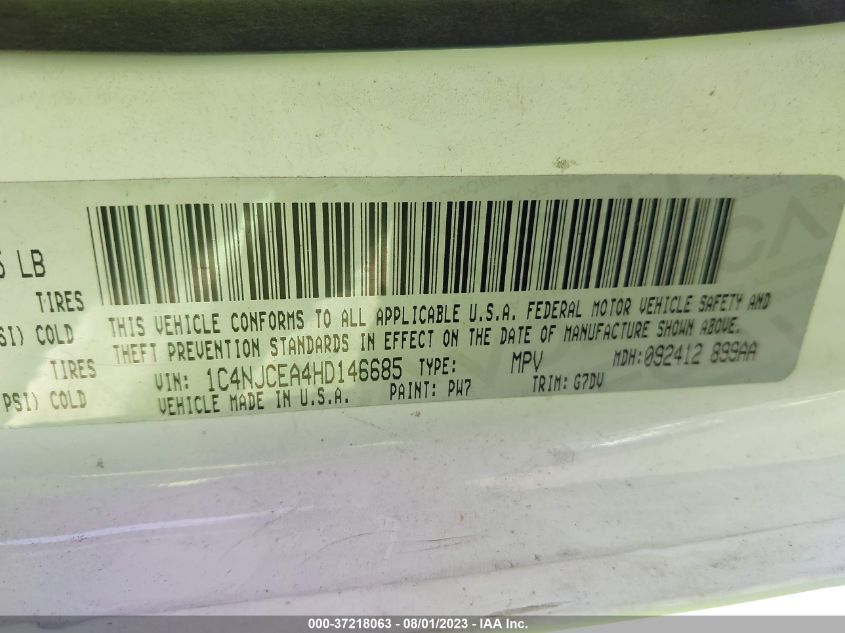 LB
TIRES
THIS VEHICLE CONFORMS TO ALL APPLICABLE U.S.A. FEDERAL MOTOR VEHICLE SAFETY AND
COLD
THEFT PREVENTION STANDARDS IN EFFECT ON THE DATE OF MANUFACTURE SHOWN ABOVE.
TIRES
VIN: 1C4NJCEA4HD146685 TYPE: MPV MDH:092412 899AA
PSI) COLD
VEHICLE MADE IN U.S.A. PAINT: PW7 TRIM: G7DV
000-37218063 - 08/01/2023 - IAA Inc.